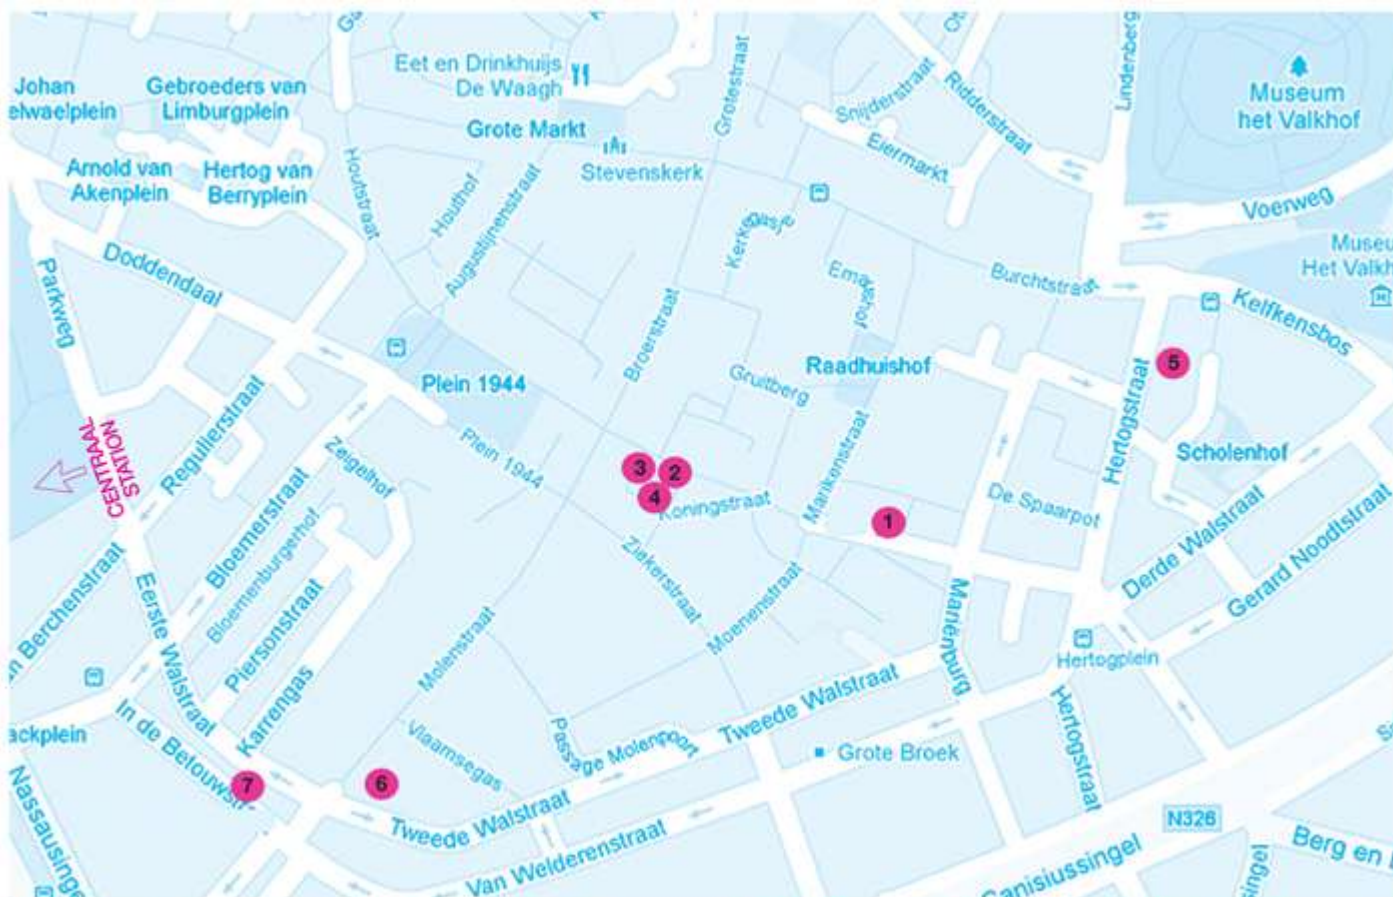 Johan
elwaelplein
Gebroeders van
Limburgplein
Eet en Drinkhuijs
De Waagh
Grotestraat
Snijderstraat
Ridderstraat
Lindenberg
Museum
het Valkhof
Grote Markt
Stevenskerk
Eiermarkt
Arnold van
Akenplein
Hertog van
Berryplein
Houtstraat
Houthof
Augustijnenstraat
Voerweg
Museu
Het Valkh
Doddendaal
Parkweg
Emaushof
Burchtstraat
Kelfkensbos
Broerstraat
Plein 1944
Gruitberg
Raadhuishof
5
Hertogstraat
Regulierstraat
Zeigelhof
Plein 1944
CENTRAAL
STATION
3
2
4
Koningstraat
Marikenstraat
1
De Spaarpot
Scholenhof
Bloemerstraat
Bloemenburgerhof
Ziekerstraat
Derde Walstraat
Gerard Noodtstraat
n Berchenstraat
Eerste Walstraat
Piersonstraat
Karrengas
Molenstraat
Moenenstraat
Mariënburg
Hertogplein
Hertogstraat
ackplein
In de Betouwstr
Vlaamsegas
Passage Molenpoort
Tweede Walstraat
Grote Broek
7
6
Tweede Walstraat
Nassausinge
Van Welderenstraat
N326
Canisiussingel
singel
Berg en